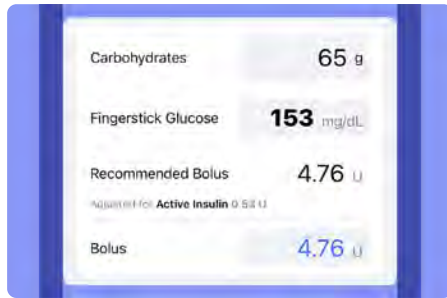 Carbohydrates 65 g
Fingerstick Glucose 153 mg/dL
Recommended Bolus 4.76 U
Adjusted for Active Insulin 0.53 U
Bolus 4.76 U